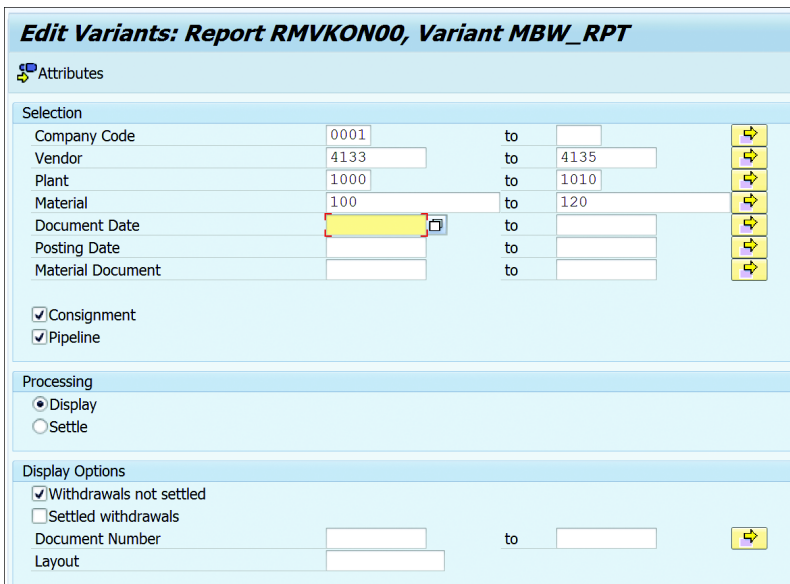 Edit Variants: Report RMVKON00, Variant MBW_RPT
Attributes
Selection
Company Code 0001 to
Vendor 4133 to 4135
Plant 1000 to 1010
Material 100 to 120
Document Date to
Posting Date to
Material Document to
Consignment
Pipeline
Processing
Display
Settle
Display Options
Withdrawals not settled
Settled withdrawals
Document Number to
Layout